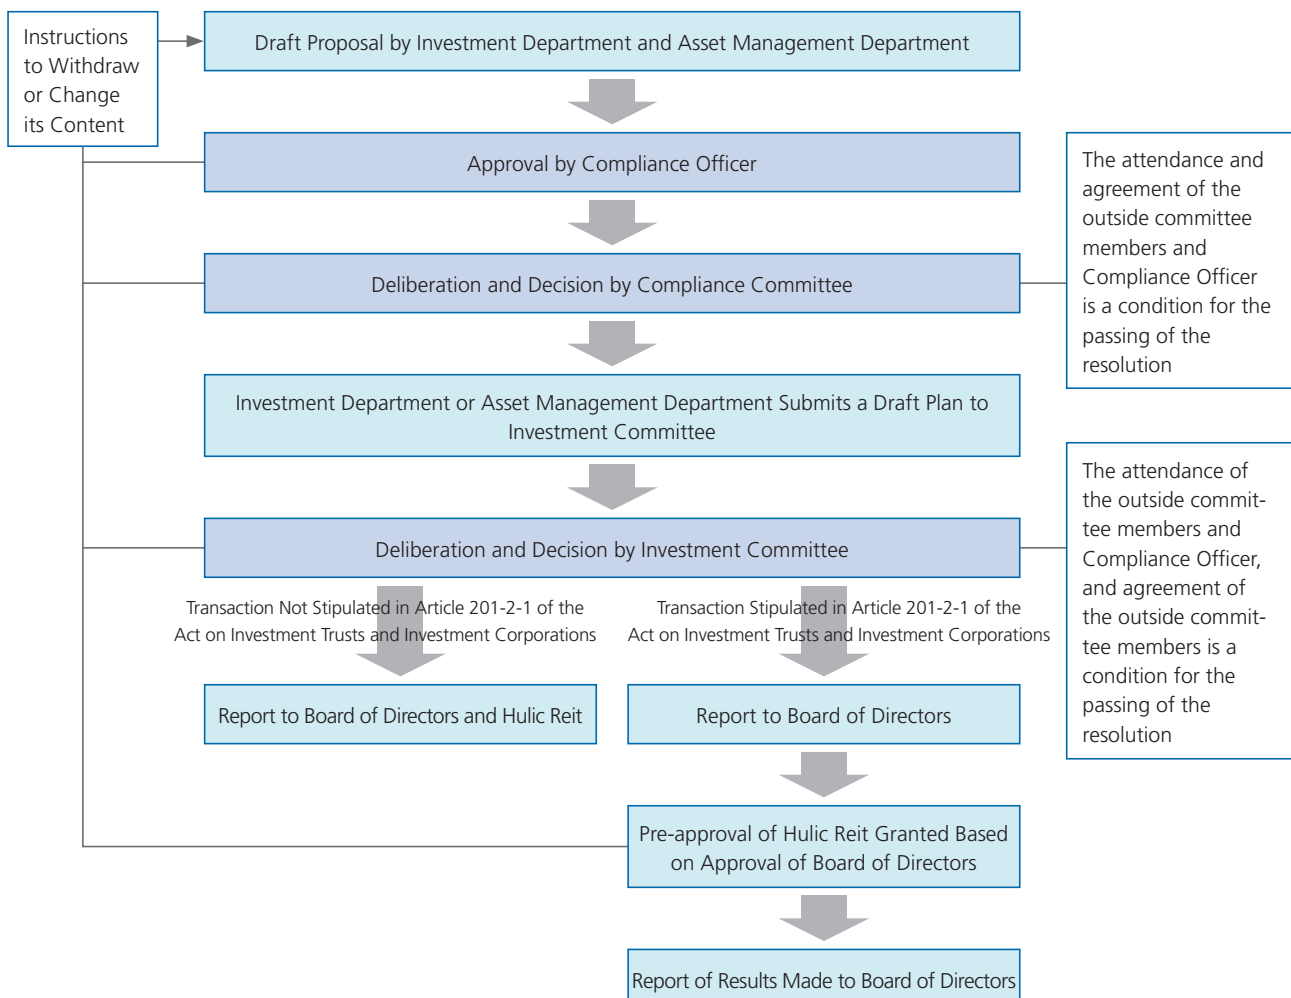 Instructions
to Withdraw
or Change
its Content
Draft Proposal by Investment Department and Asset Management Department
Approval by Compliance Officer
The attendance and
agreement of the
outside committee
members and
Compliance Officer
is a condition for the
passing of the
resolution
Deliberation and Decision by Compliance Committee
Investment Department or Asset Management Department Submits a Draft Plan to
Investment Committee
The attendance of
the outside commit-
tee members and
Compliance Officer,
and agreement of
the outside commit-
tee members is a
condition for the
passing of the
resolution
Deliberation and Decision by Investment Committee
Transaction Not Stipulated in Article 201-2-1 of the
Act on Investment Trusts and Investment Corporations
Transaction Stipulated in Article 201-2-1 of the
Act on Investment Trusts and Investment Corporations
Report to Board of Directors and Hulic Reit
Report to Board of Directors
Pre-approval of Hulic Reit Granted Based
on Approval of Board of Directors
Report of Results Made to Board of Directors